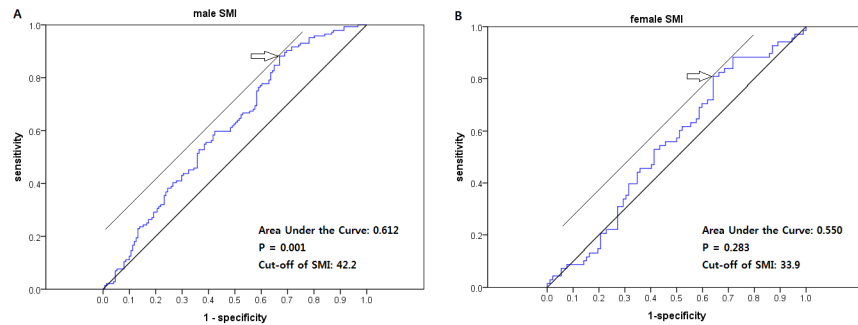 A
male SMI
1.0
0.8
0.6
0.4
0.2
0.0
sensitivity
Area Under the Curve: 0.612
P = 0.001
Cut-off of SMI: 42.2
0.0 0.1 0.2 0.3 0.4 0.5 0.6 0.7 0.8 0.9 1.0
1 - specificity
B
female SMI
1.0
0.8
0.6
0.4
0.2
0.0
sensitivity
Area Under the Curve: 0.550
P = 0.283
Cut-off of SMI: 33.9
0.0 0.1 0.2 0.3 0.4 0.5 0.6 0.7 0.8 0.9 1.0
1-specificity